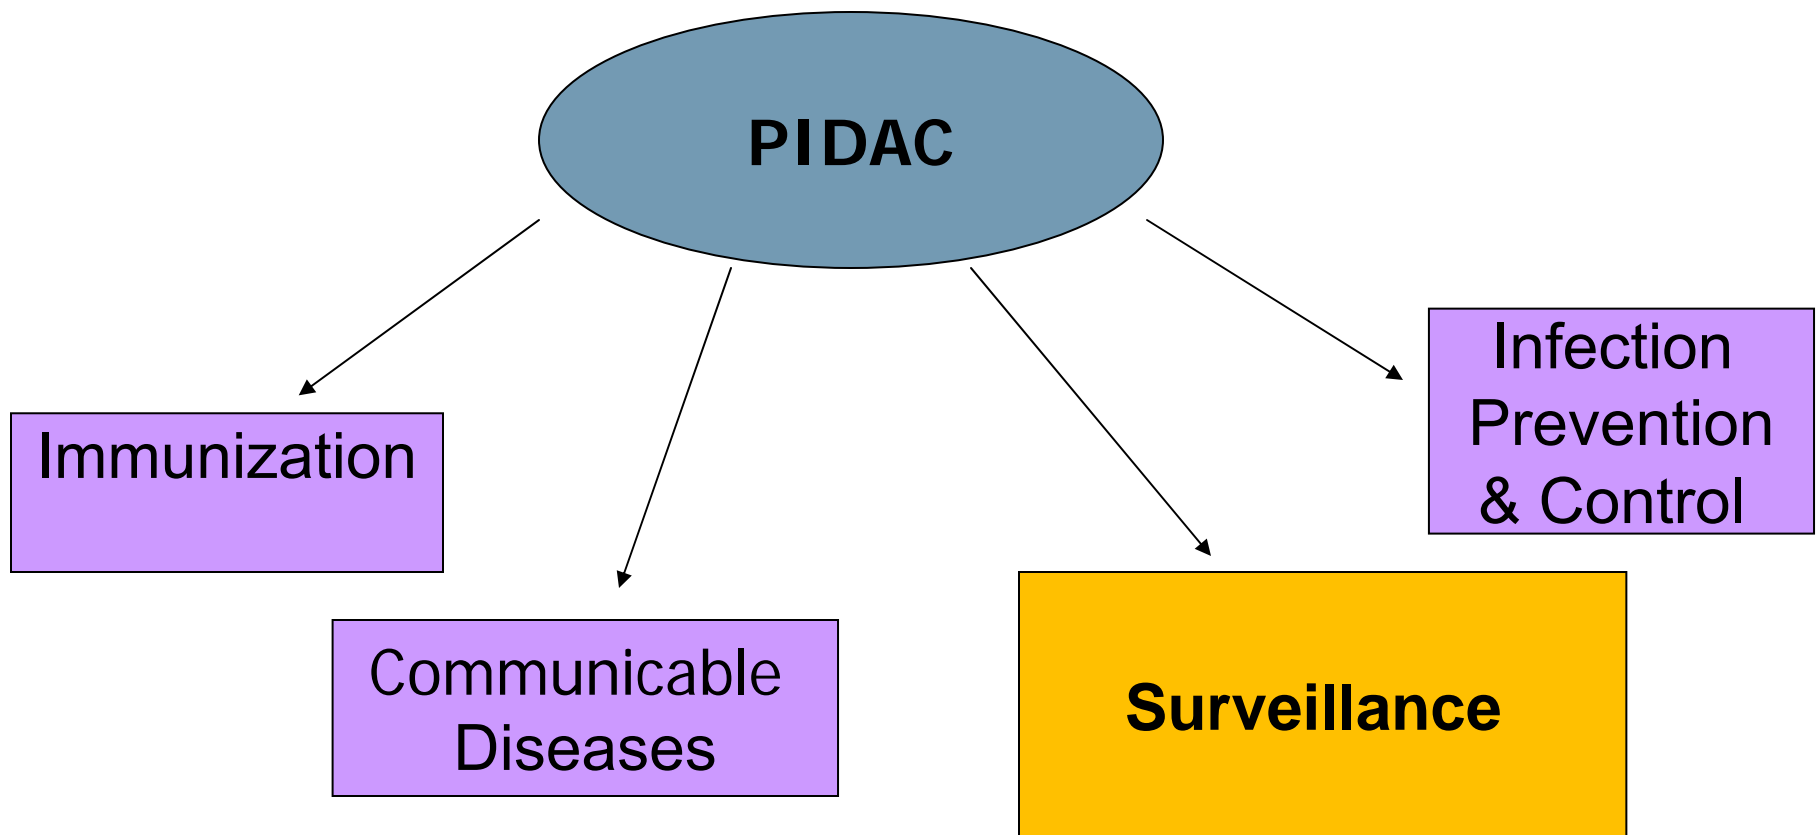 PIDAC
Immunization
Communicable
Diseases
Surveillance
Infection
Prevention
& Control